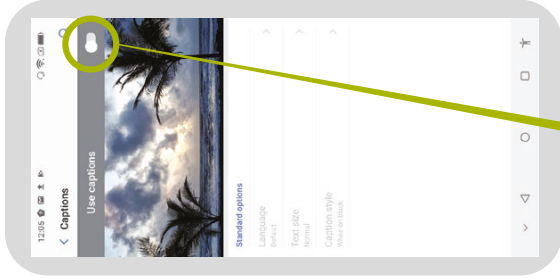 12:05
Captions
Use captions
Standard options
Language
Default
Text size
Normal
Caption style
White on black